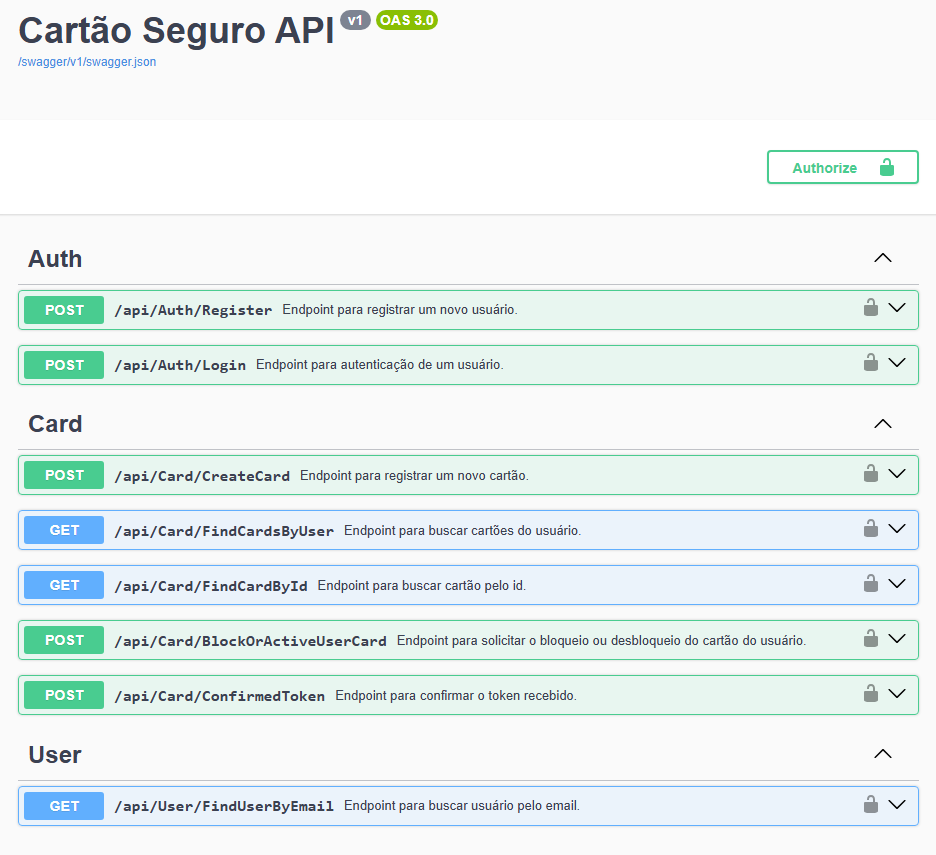 Cartão Seguro API v1 OAS 3.0
/swagger/v1/swagger.json
Authorize
Auth
POST /api/Auth/Register Endpoint para registrar um novo usuário.
POST /api/Auth/Login Endpoint para autenticação de um usuário.
Card
POST /api/Card/CreateCard Endpoint para registrar um novo cartão.
GET /api/Card/FindCardsByUser Endpoint para buscar cartões do usuário.
GET /api/Card/FindCardById Endpoint para buscar cartão pelo id.
POST /api/Card/BlockOrActiveUserCard Endpoint para solicitar o bloqueio ou desbloqueio do cartão do usuário.
POST /api/Card/ConfirmedToken Endpoint para confirmar o token recebido.
User
GET /api/User/FindUserByEmail Endpoint para buscar usuário pelo email.